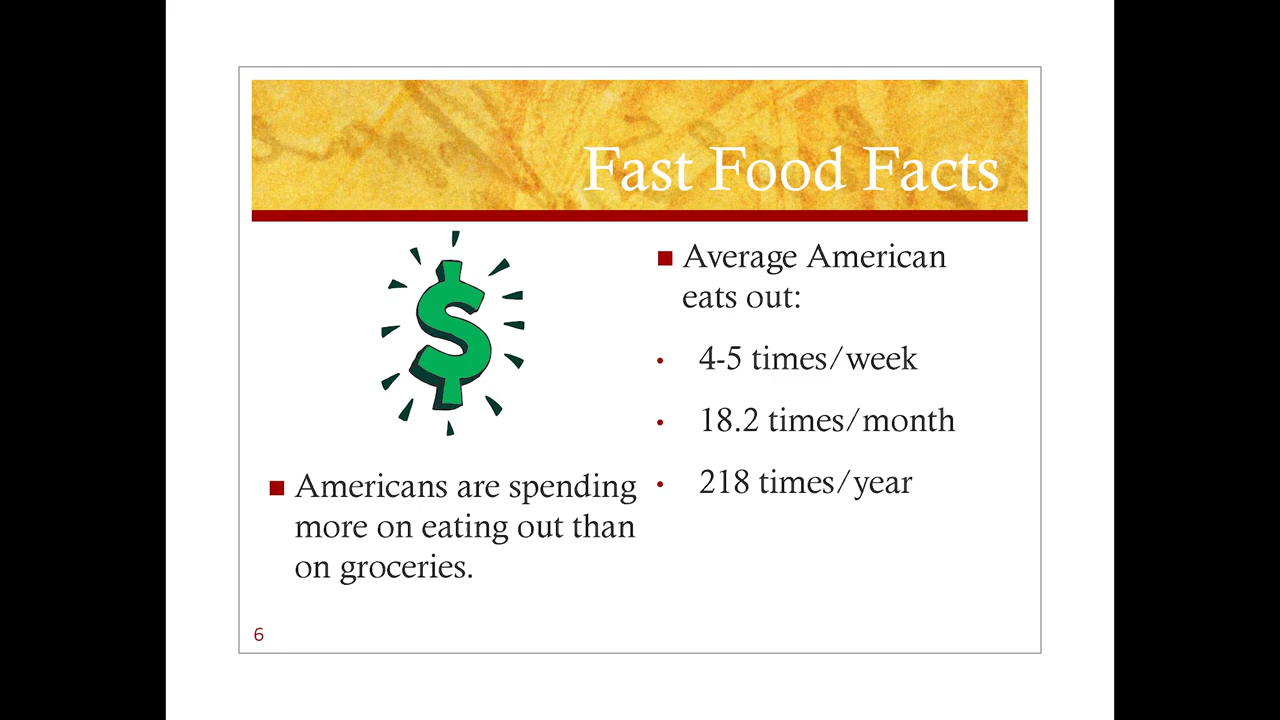 Fast Food Facts
$
■ Americans are spending
more on eating out than
on groceries.
■ Average American
eats out:
• 4-5 times/week
• 18.2 times/month
• 218 times/year
6